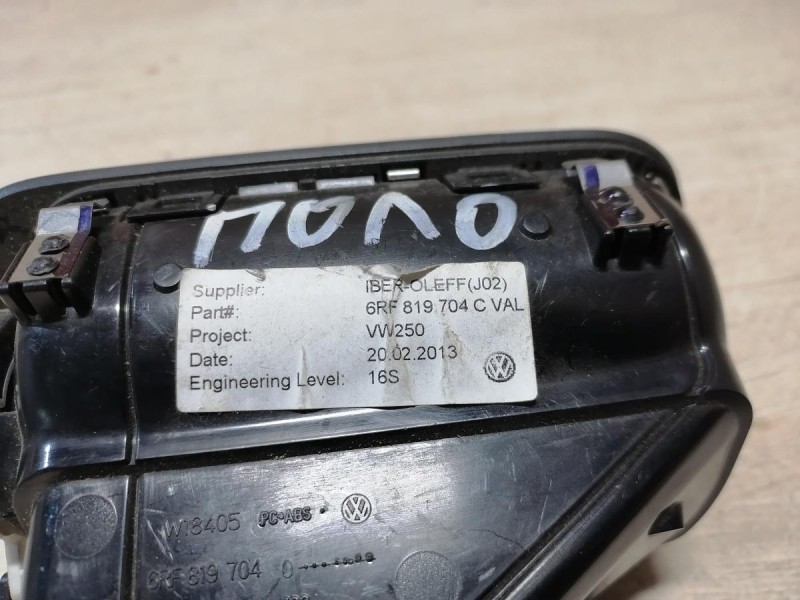 ПОЛО
Supplier: IBER-OLEFF(J02)
Part#: 6RF 819 704 C VAL
Project: VW250
Date: 20.02.2013
Engineering Level: 16S
W18405 PC+ABS
6RF 819 704